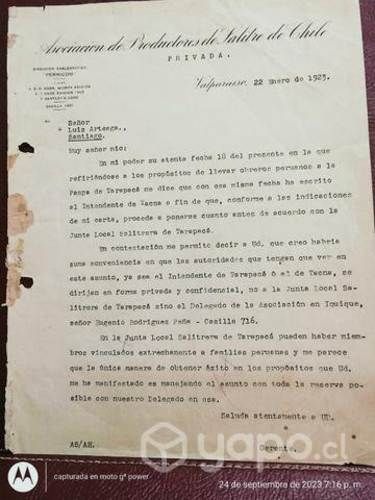 Asociacion de Productores de Salitre de Chile
PRIVADA.
DIRECCION CABLEGRAFICA
PERNICOR
Valparaiso, 22 Enero de 1925.
Señor
Luis Arteaga.,
Santiago.
Muy señor mio:
En mi poder su atenta fecha 18 del presente en la que
refiriéndose a los propósitos de llevar obreros peruanos a la
Pampa de Tarapacá me dice que con esa misma fecha ha escrito
al Intendente de Tacna a fin de que, conforme a las indicaciones
de mi carta, proceda a ponerse cuanto antes de acuerdo con la
Junta Local Salitrera de Tarapacá.
En contestación me permito decir a Ud. que creo habría
suma conveniencia en que las autoridades que tengan que ver en
este asunto, ya sea el Intendente de Tarapacá ó el de Tacna, se
dirijan en forma privada y confidencial, no a la Junta Local Sa-
litrera de Tarapacá sino al Delegado de la Asociación en Iquique,
señor Eugenio Rodríguez Peña - Casilla 716.
En la Junta Local Salitrera de Tarapacá pueden haber miem-
bros vinculados estrechamente a familias peruanas y me parece
que la única manera de obtener éxito en los propósitos que Ud.
me ha manifestado es manejando el asunto con toda la reserva po-
sible con nuestro Delegado en esa.
Saluda atentamente a UD.
AS/AH.
Gerente.
yapo.cl
capturada en moto g⁸ power
24 de septiembre de 2023 7:16 p. m.